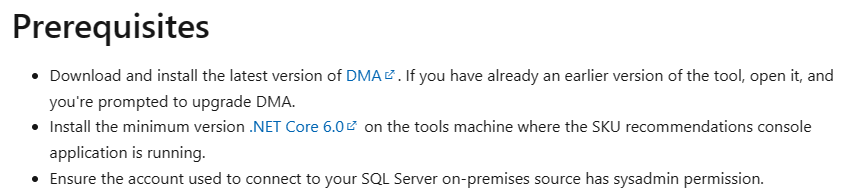 Prerequisites
• Download and install the latest version of DMA. If you have already an earlier version of the tool, open it, and
you're prompted to upgrade DMA.
• Install the minimum version .NET Core 6.0 on the tools machine where the SKU recommendations console
application is running.
• Ensure the account used to connect to your SQL Server on-premises source has sysadmin permission.